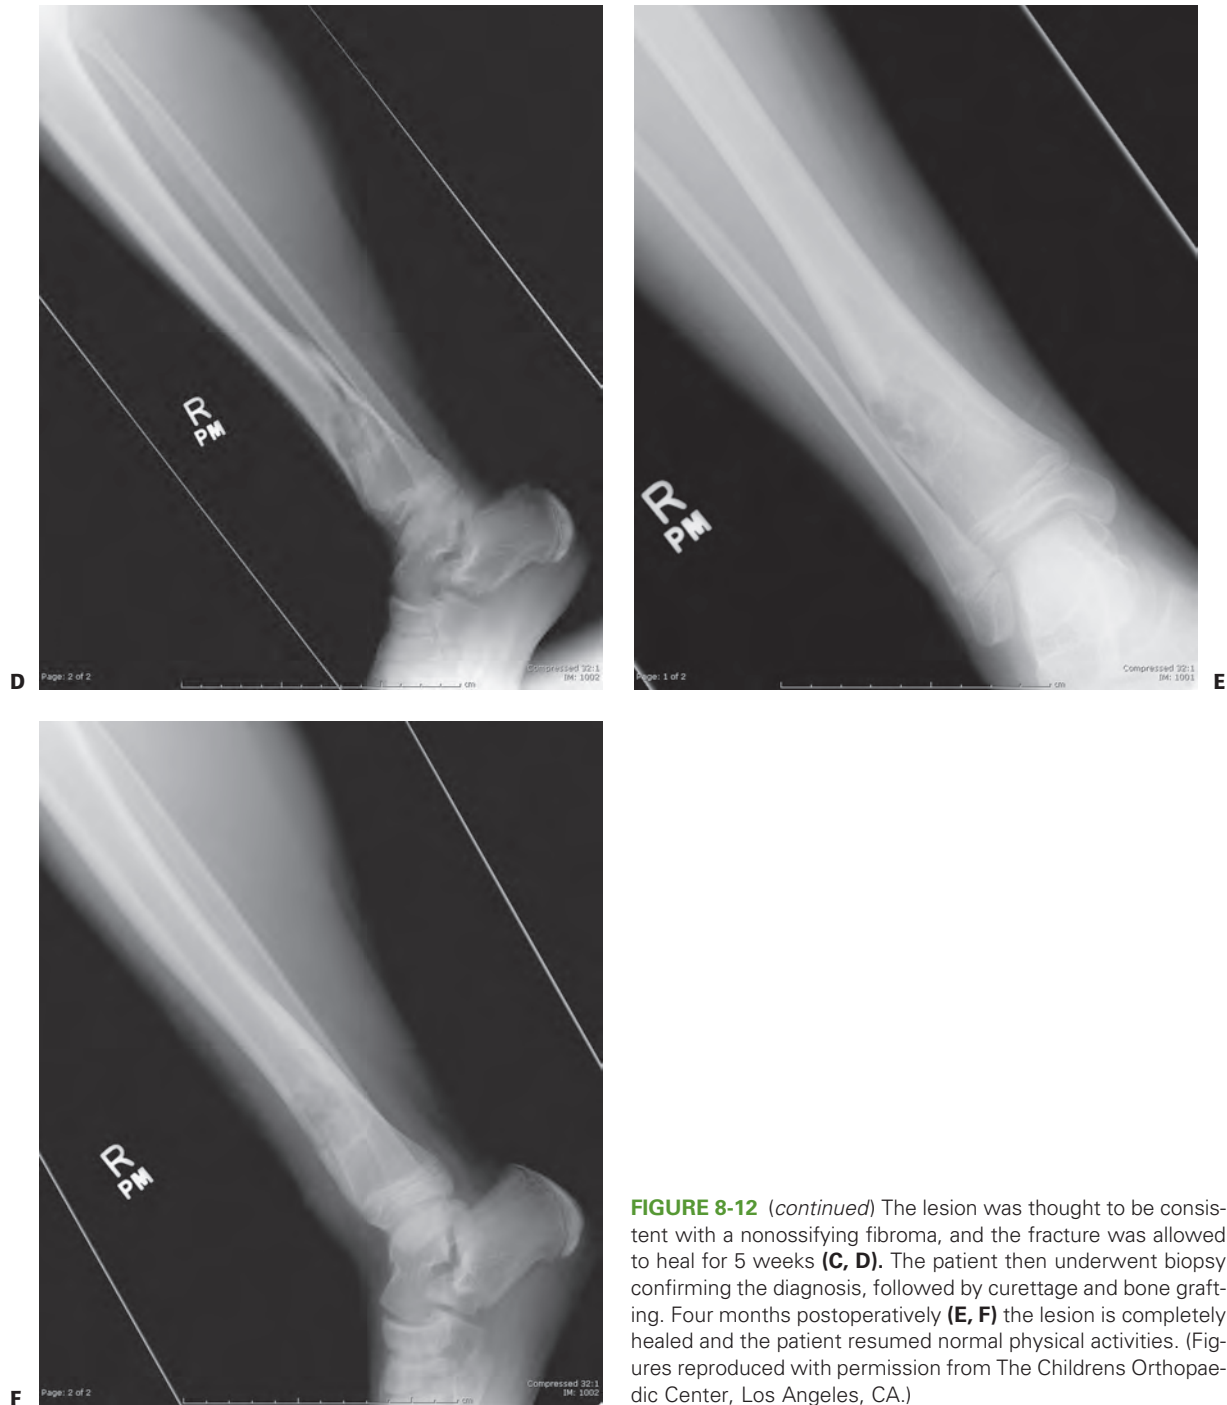 R
PM
Page: 2 of 2
cm
Compressed 32:1
IM: 1002
D
R
PM
Page: 1 of 2
cm
Compressed 32:1
IM: 1001
E
R
PM
Page: 2 of 2
cm
Compressed 32:1
IM: 1002
F
FIGURE 8-12 (continued) The lesion was thought to be consis-
tent with a nonossifying fibroma, and the fracture was allowed
to heal for 5 weeks (C, D). The patient then underwent biopsy
confirming the diagnosis, followed by curettage and bone graft-
ing. Four months postoperatively (E, F) the lesion is completely
healed and the patient resumed normal physical activities. (Fig-
ures reproduced with permission from The Childrens Orthopae-
dic Center, Los Angeles, CA.)